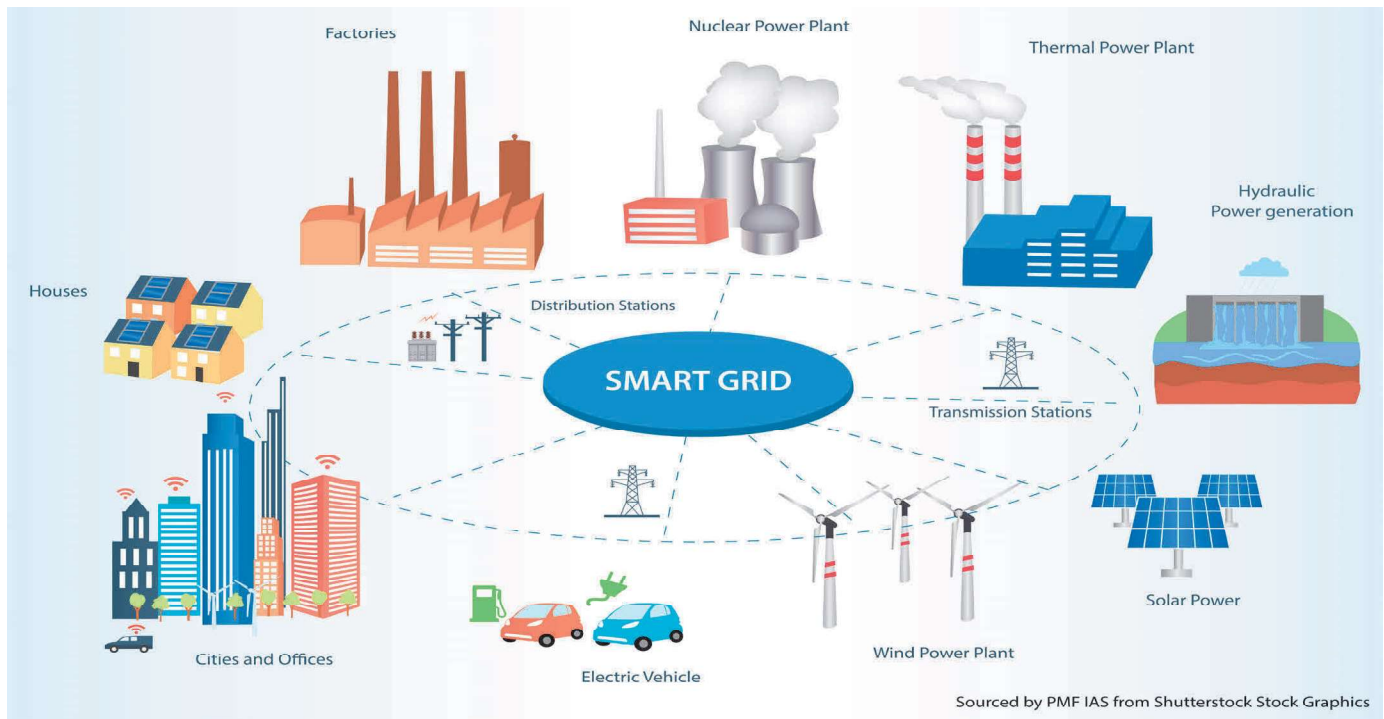 Factories
Nuclear Power Plant
Thermal Power Plant
Hydraulic
Power generation
Houses
Distribution Stations
SMART GRID
Transmission Stations
Solar Power
Cities and Offices
Wind Power Plant
Electric Vehicle
Sourced by PMF IAS from Shutterstock Stock Graphics